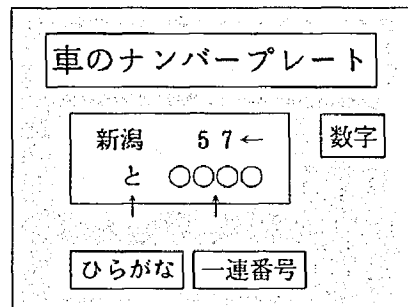 車のナンバープレート
新潟 57←
数字
と ○○○○
ひらがな 一連番号